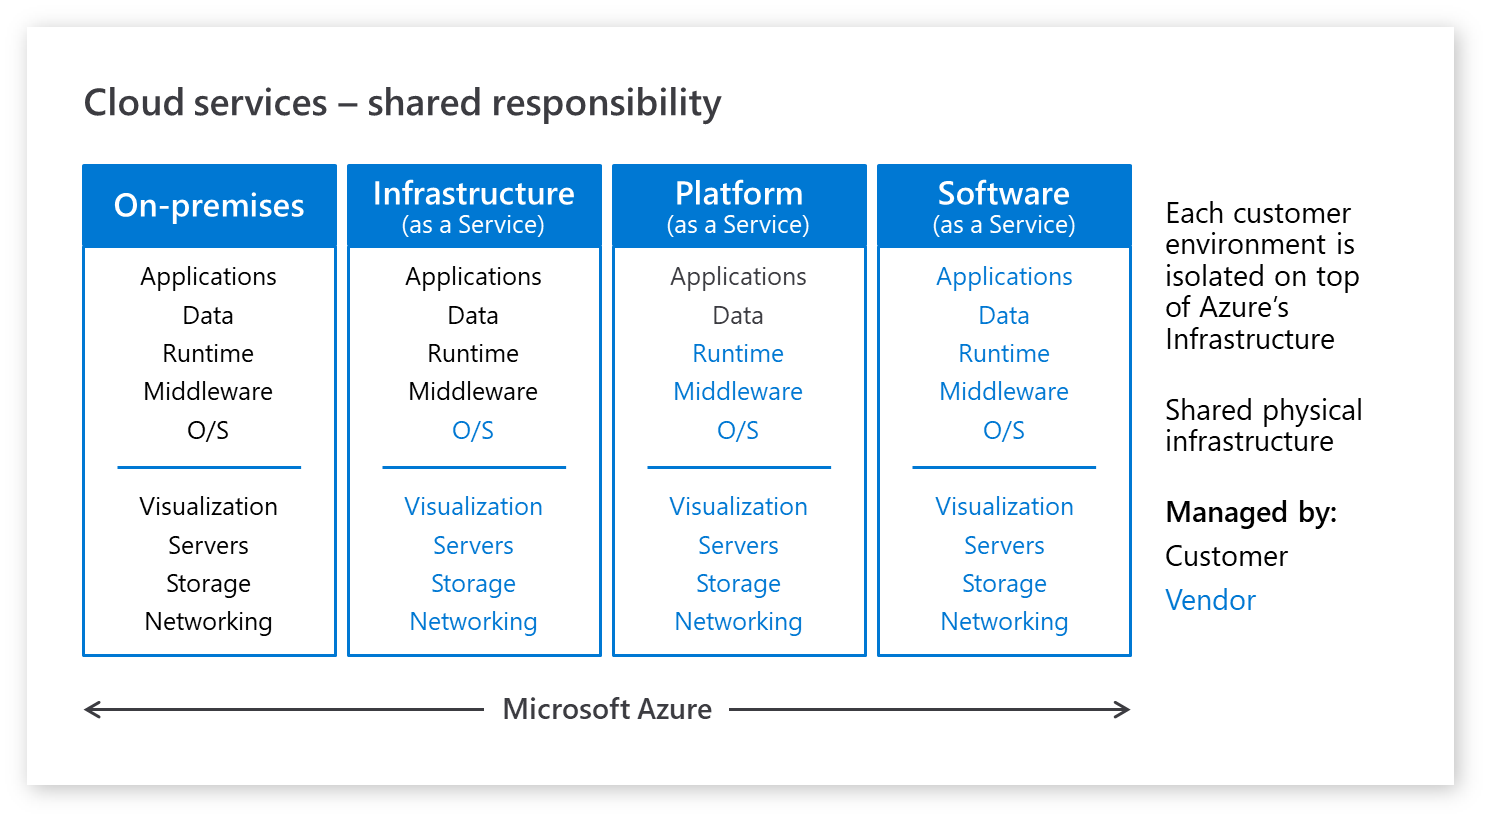 Cloud services – shared responsibility
On-premises
Applications
Data
Runtime
Middleware
O/S
Visualization
Servers
Storage
Networking
Infrastructure
(as a Service)
Applications
Data
Runtime
Middleware
O/S
Visualization
Servers
Storage
Networking
Platform
(as a Service)
Applications
Data
Runtime
Middleware
O/S
Visualization
Servers
Storage
Networking
Software
(as a Service)
Applications
Data
Runtime
Middleware
O/S
Visualization
Servers
Storage
Networking
Each customer
environment is
isolated on top
of Azure’s
Infrastructure
Shared physical
infrastructure
Managed by:
Customer
Vendor
Microsoft Azure